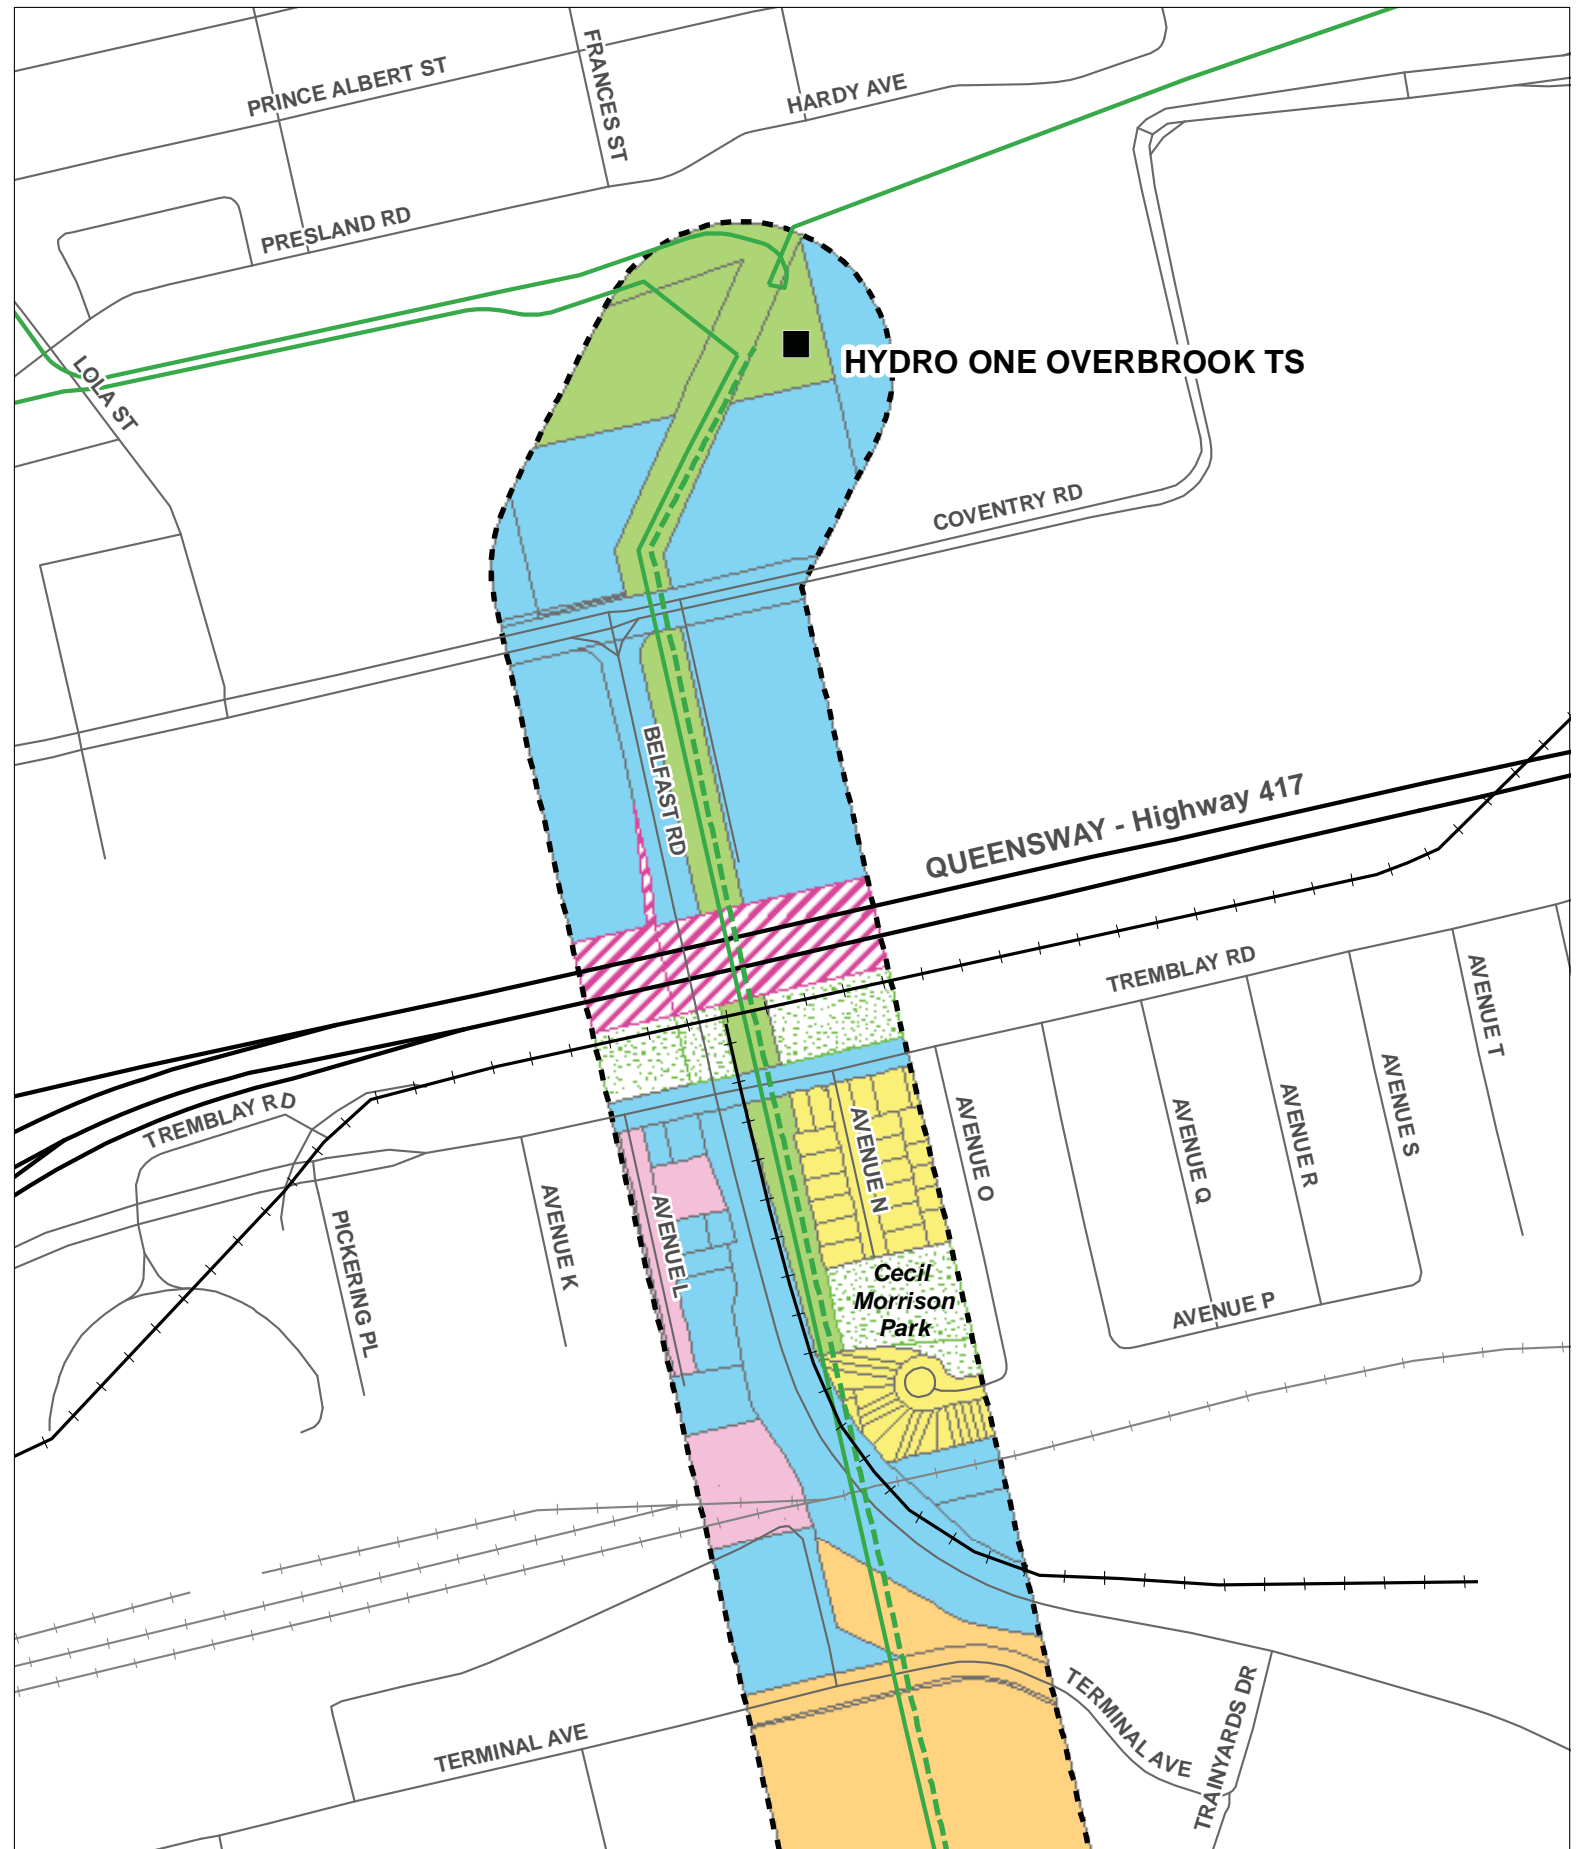 FRANCES ST
PRINCE ALBERT ST
HARDY AVE
PRESLAND RD
HYDRO ONE OVERBROOK TS
LOLA ST
COVENTRY RD
BELFAST RD
QUEENSWAY - Highway 417
TREMBLAY RD
AVENUE T
TREMBLAY RD
AVENUE N
AVENUE O
AVENUE Q
AVENUE R
AVENUE S
PICKERING PL
AVENUE K
AVENUE L
Cecil
Morrison
Park
AVENUE P
TERMINAL AVE
TERMINAL AVE
TRAINYARDS DR